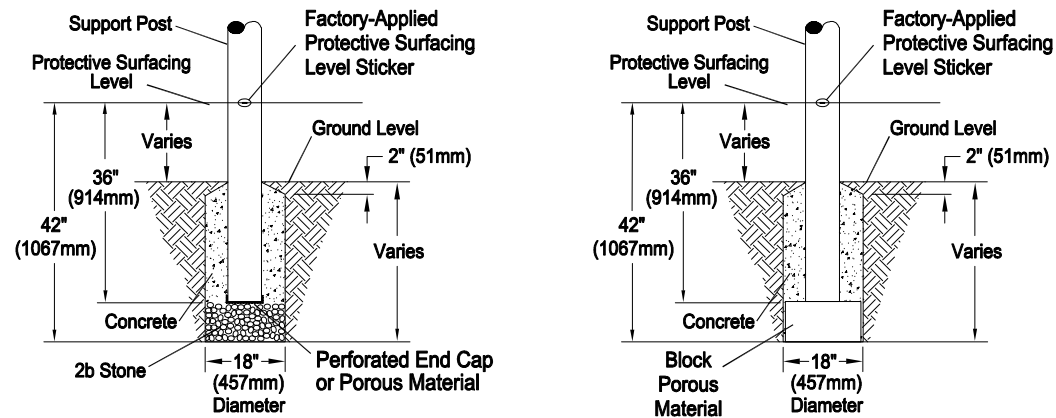 Support Post
Factory-Applied
Protective Surfacing
Level Sticker
Protective Surfacing
Level
Varies
Ground Level
2" (51mm)
36"
(914mm)
42"
(1067mm)
Varies
Concrete
2b Stone
18"
(457mm)
Diameter
Perforated End Cap
or Porous Material
Support Post
Factory-Applied
Protective Surfacing
Level Sticker
Protective Surfacing
Level
Varies
Ground Level
2" (51mm)
36"
(914mm)
42"
(1067mm)
Varies
Concrete
Block
Porous
Material
18"
(457mm)
Diameter